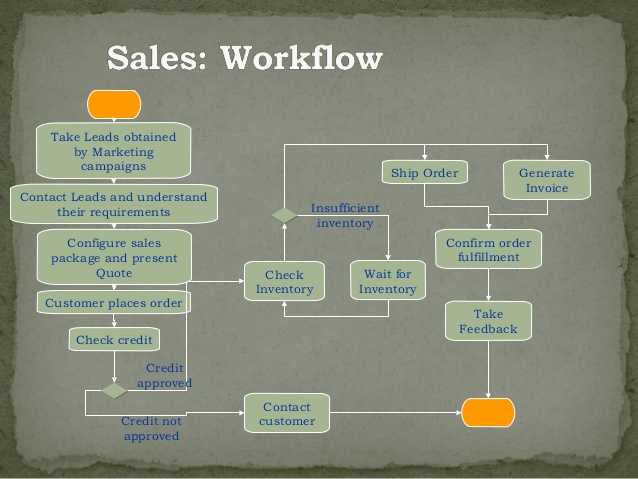 Sales: Workflow
Take Leads obtained
by Marketing
campaigns
Contact Leads and understand
their requirements
Configure sales
package and present
Quote
Customer places order
Check credit
Credit
approved
Credit not
approved
Contact
customer
Check
Inventory
Insufficient
inventory
Wait for
Inventory
Ship Order
Generate
Invoice
Confirm order
fulfillment
Take
Feedback